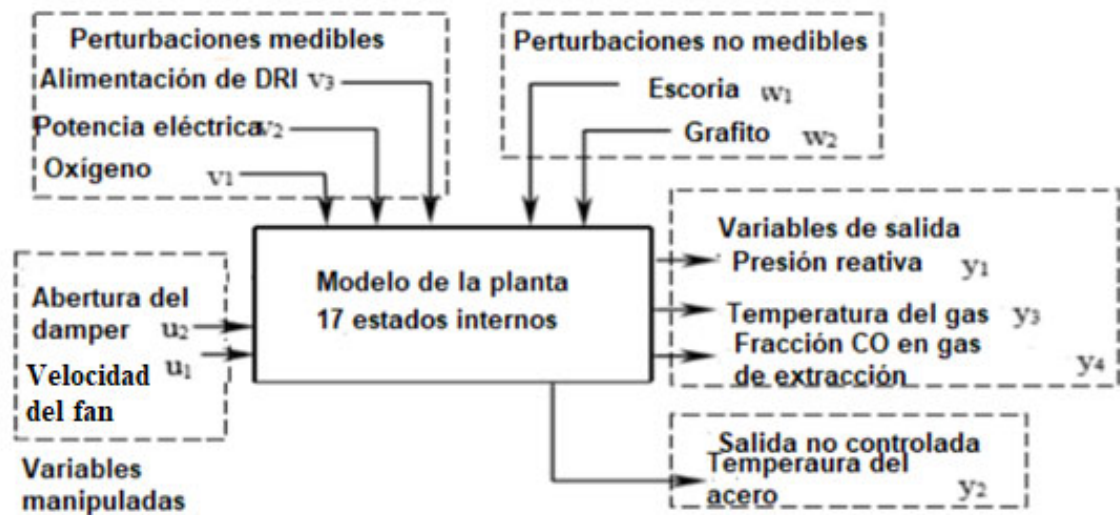 Perturbaciones medibles
Alimentación de DRI v3
Potencia eléctrica v2
Oxígeno v1
Perturbaciones no medibles
Escoria w1
Grafito w2
Modelo de la planta
17 estados internos
Abertura del
damper u2
Velocidad u1
del fan
Variables
manipuladas
Variables de salida
Presión reativa y1
Temperatura del gas y3
Fracción CO en gas
de extracción y4
Salida no controlada
Temperaura del
acero y2